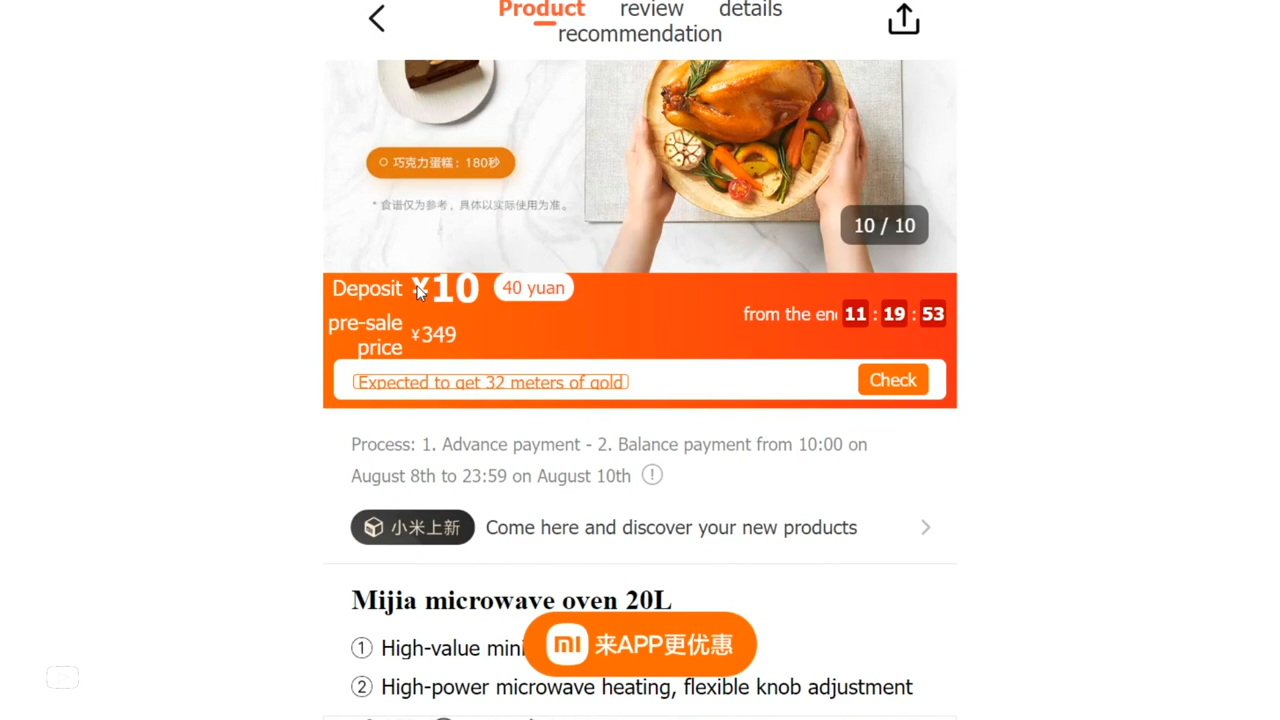 Product review details
recommendation
巧克力蛋糕：180秒
* 食谱仅为参考，具体以实际使用为准。
10 / 10
Deposit ¥10 40 yuan
from the en 11 : 19 : 53
pre-sale
price ¥349
Expected to get 32 meters of gold
Check
Process: 1. Advance payment - 2. Balance payment from 10:00 on
August 8th to 23:59 on August 10th
小米上新 Come here and discover your new products
Mijia microwave oven 20L
① High-value mini
mi 来APP更优惠
② High-power microwave heating, flexible knob adjustment